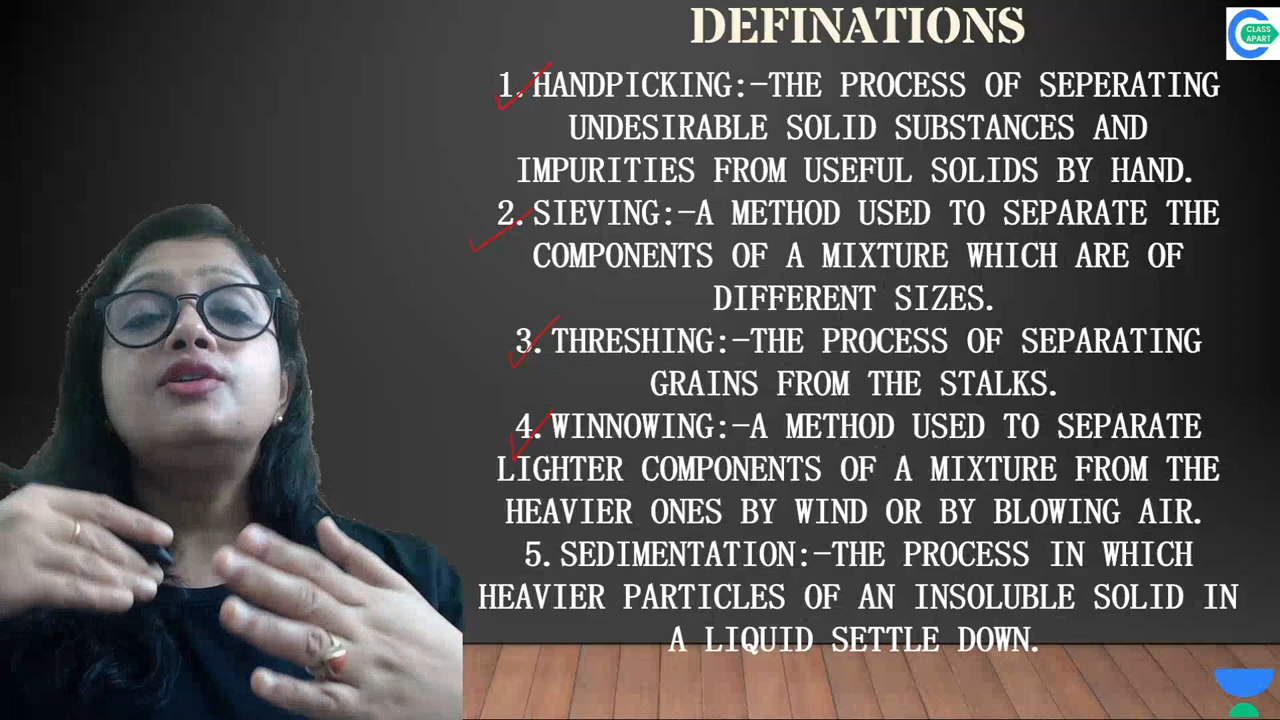 DEFINATIONS
CLASS
APART
1.HANDPICKING:-THE PROCESS OF SEPERATING
UNDESIRABLE SOLID SUBSTANCES AND
IMPURITIES FROM USEFUL SOLIDS BY HAND.
2.SIEVING:-A METHOD USED TO SEPARATE THE
COMPONENTS OF A MIXTURE WHICH ARE OF
DIFFERENT SIZES.
3.THRESHING:-THE PROCESS OF SEPARATING
GRAINS FROM THE STALKS.
4.WINNOWING:-A METHOD USED TO SEPARATE
LIGHTER COMPONENTS OF A MIXTURE FROM THE
HEAVIER ONES BY WIND OR BY BLOWING AIR.
5.SEDIMENTATION:-THE PROCESS IN WHICH
HEAVIER PARTICLES OF AN INSOLUBLE SOLID IN
A LIQUID SETTLE DOWN.